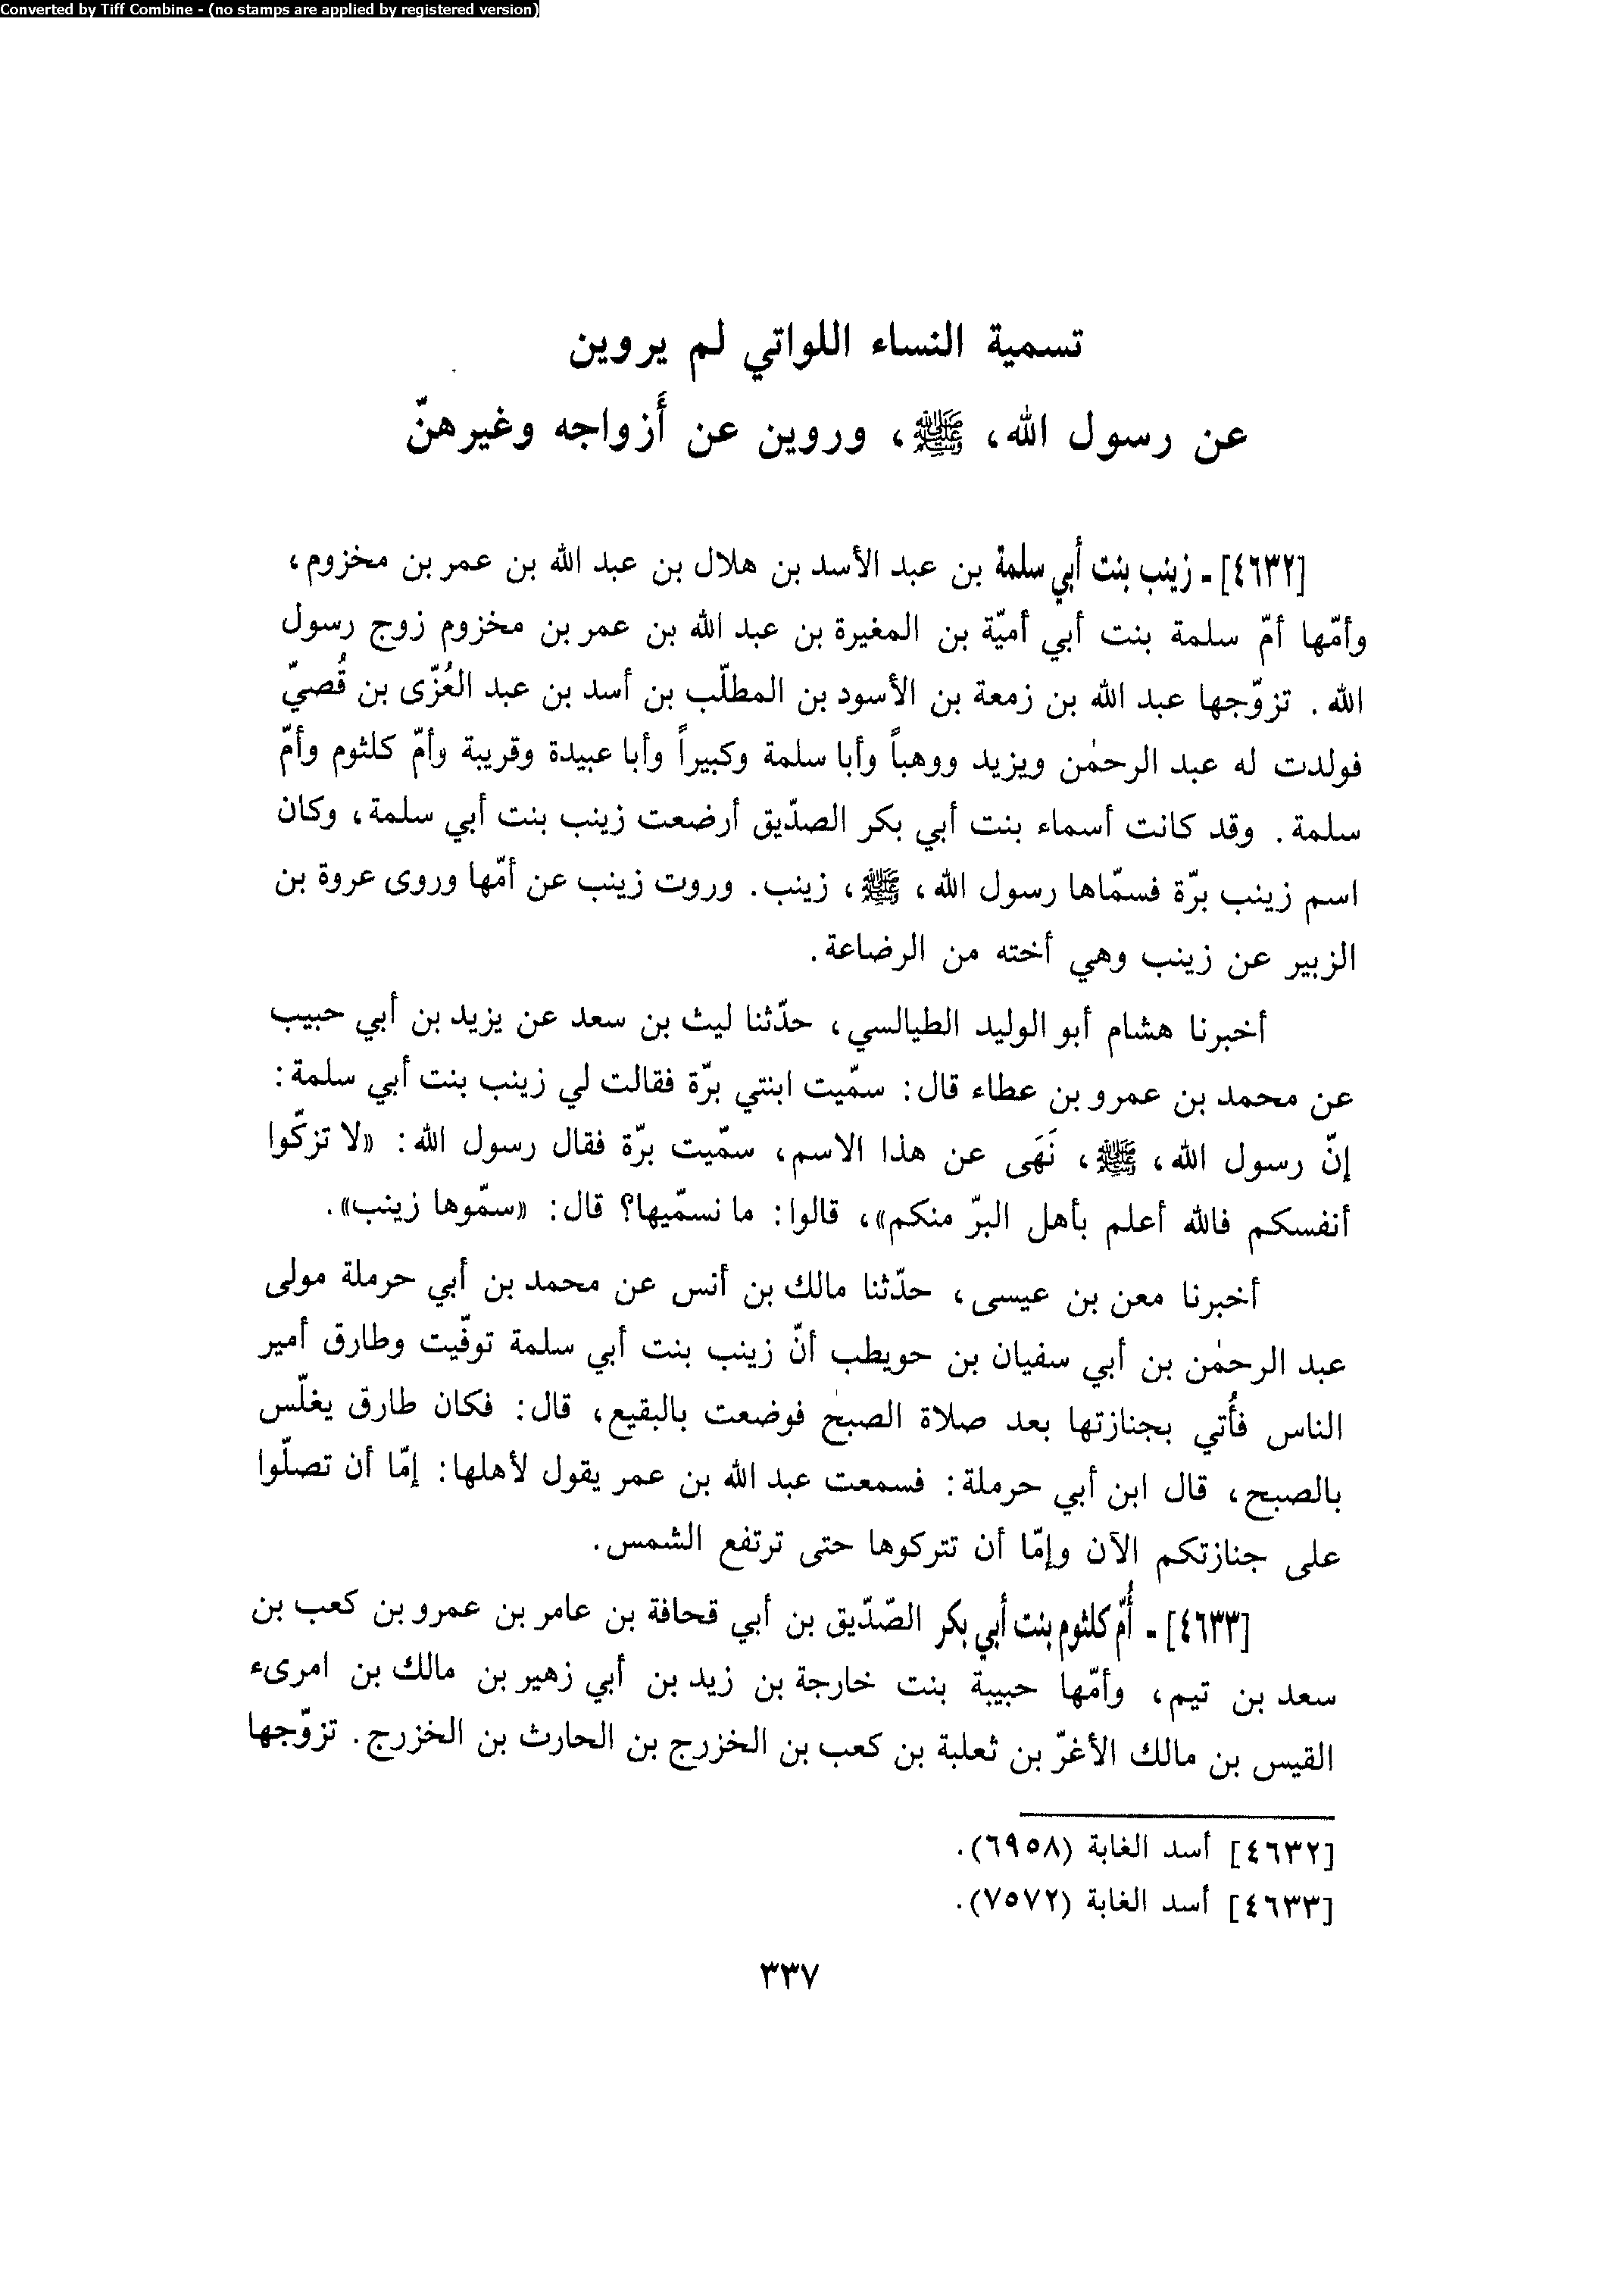 Converted by Tiff Combine - (no stamps are applied by registered version)
تسمية النساء اللواتي لم يروين
عن رسول الله، ﷺ، وروين عن أَزواجه وغيرهنّ
[٤٦٣٢] - زينب بنت أبي سلمة بن عبد الأسد بن هلال بن عبد الله بن عمر بن مخزوم،
وأمّها أمّ سلمة بنت أبي أميّة بن المغيرة بن عبد الله بن عمر بن مخزوم زوج رسول
الله. تزوّجها عبد الله بن زمعة بن الأسود بن المطلّب بن أسد بن عبد العُزّى بن قُصيّ
فولدت له عبد الرحمٰن ويزيد ووهباً وأبا سلمة وكبيراً وأبا عبيدة وقريبة وأمّ كلثوم وأمّ
سلمة. وقد كانت أسماء بنت أبي بكر الصدّيق أرضعت زينب بنت أبي سلمة، وكان
اسم زينب برّة فسمّاها رسول الله، ﷺ، زينب. وروت زينب عن أمّها وروى عروة بن
الزبير عن زينب وهي أخته من الرضاعة.
أخبرنا هشام أبو الوليد الطيالسي، حدّثنا ليث بن سعد عن يزيد بن أبي حبيب
عن محمد بن عمرو بن عطاء قال: سمّيت ابنتي برّة فقالت لي زينب بنت أبي سلمة:
إنّ رسول الله، ﷺ، نَهَى عن هذا الاسم، سمّيت برّة فقال رسول الله: «لا تزكّوا
أنفسكم فالله أعلم بأهل البرّ منكم»، قالوا: ما نسمّيها؟ قال: «سمّوها زينب».
أخبرنا معن بن عيسى، حدّثنا مالك بن أنس عن محمد بن أبي حرملة مولى
عبد الرحمٰن بن أبي سفيان بن حويطب أنّ زينب بنت أبي سلمة توفّيت وطارق أمير
الناس فأُتي بجنازتها بعد صلاة الصبح فوضعت بالبقيع، قال: فكان طارق يغلّس
بالصبح، قال ابن أبي حرملة: فسمعت عبد الله بن عمر يقول لأهلها: إمّا أن تصلّوا
على جنازتكم الآن وإمّا أن تتركوها حتى ترتفع الشمس.
[٤٦٣٣] - أُمّ كلثوم بنت أبي بكر الصّدّيق بن أبي قحافة بن عامر بن عمرو بن كعب بن
سعد بن تيم، وأمّها حبيبة بنت خارجة بن زيد بن أبي زهير بن مالك بن امرىء
القيس بن مالك الأغرّ بن ثعلبة بن كعب بن الخزرج بن الحارث بن الخزرج. تزوّجها
[٤٦٣٢] أسد الغابة (٦٩٥٨).
[٤٦٣٣] أسد الغابة (٧٥٧٢).
٣٣٧